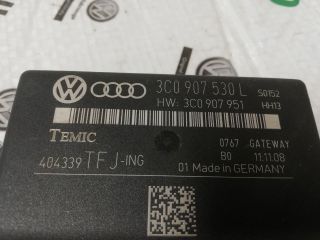 3C0 907 530 L S0152
HW: 3C0 907 951 HH13
TEMIC
0767 GATEWAY
404339 TFJ-ING
B0 11.11.08
01 Made in GERMANY